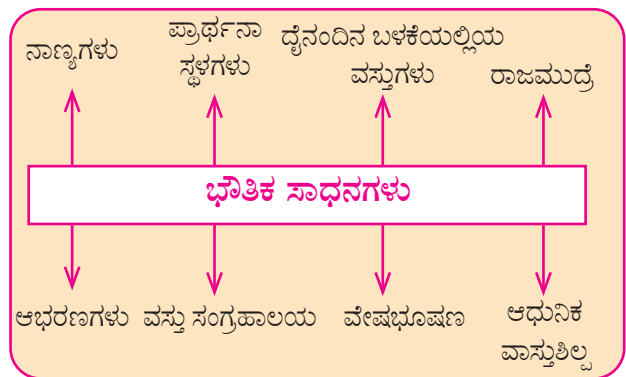 ನಾಣ್ಯಗಳು
ಪ್ರಾರ್ಥನಾ
ಸ್ಥಳಗಳು
ದೈನಂದಿನ ಬಳಕೆಯಲ್ಲಿಯ
ವಸ್ತುಗಳು
ರಾಜಮುದ್ರೆ
ಭೌತಿಕ ಸಾಧನಗಳು
ಆಭರಣಗಳು
ವಸ್ತು ಸಂಗ್ರಹಾಲಯ
ವೇಷಭೂಷಣ
ಆಧುನಿಕ
ವಾಸ್ತುಶಿಲ್ಪ